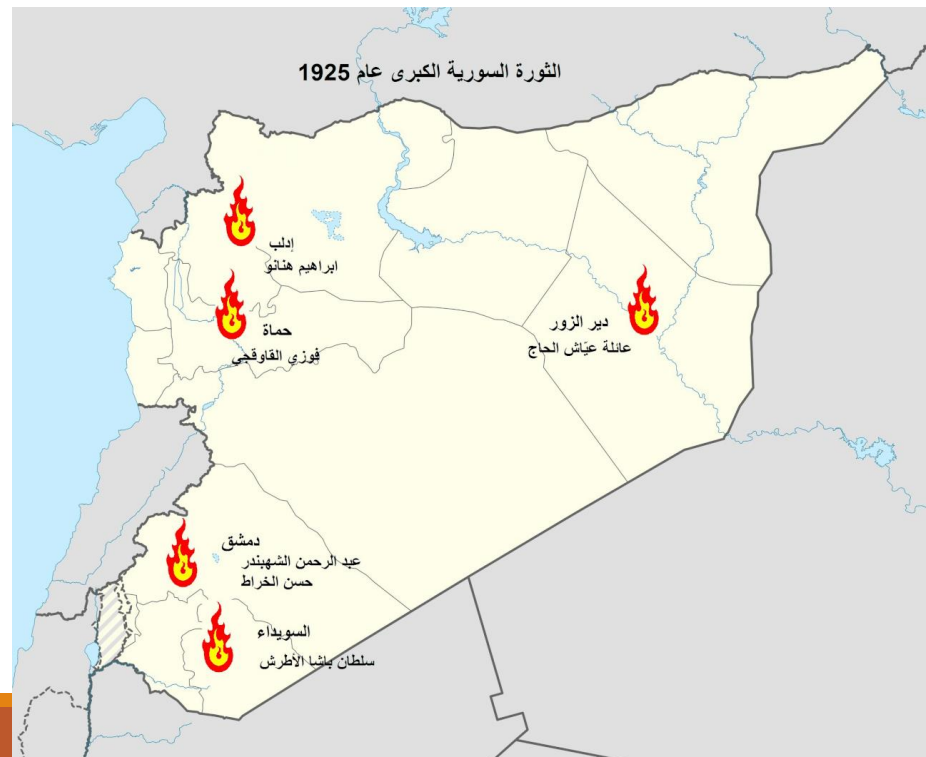 الثورة السورية الكبرى عام 1925
إدلب
ابراهيم هنانو
حماة
فوزي القاوقجي
دير الزور
عائلة عيّاش الحاج
دمشق
عبد الرحمن الشهبندر
حسن الخراط
السويداء
سلطان باشا الأطرش